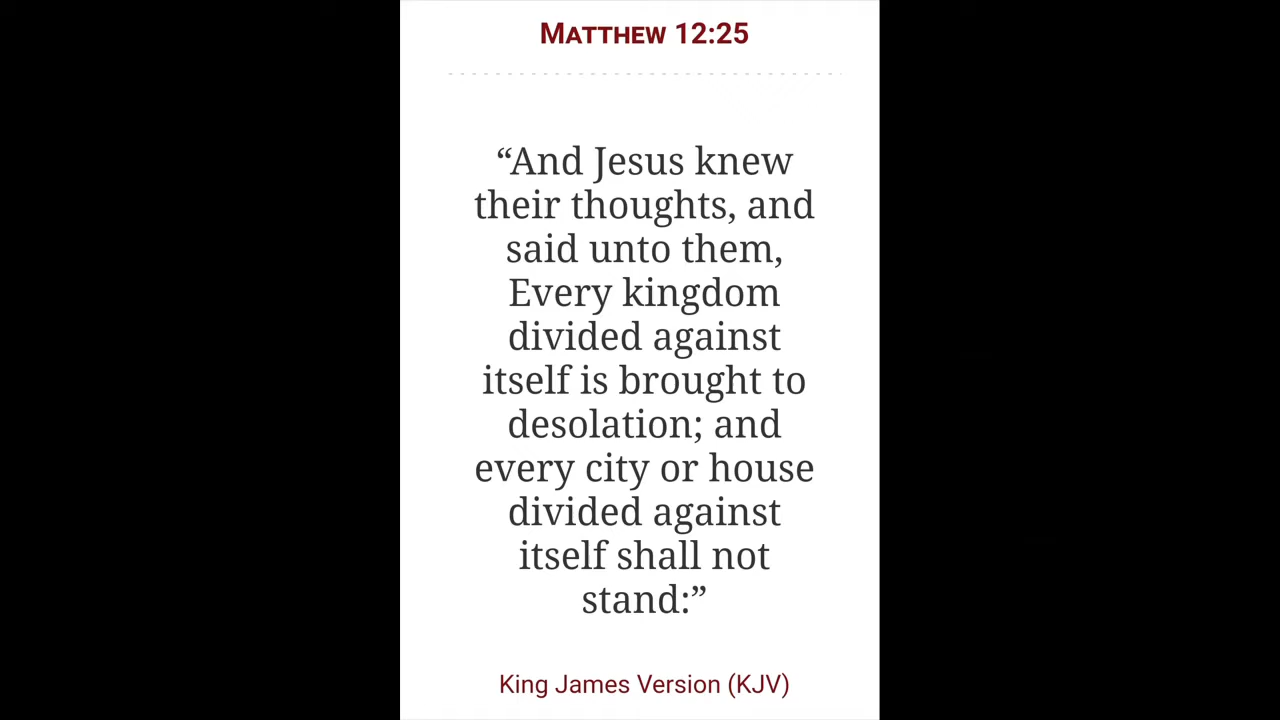 Matthew 12:25
“And Jesus knew
their thoughts, and
said unto them,
Every kingdom
divided against
itself is brought to
desolation; and
every city or house
divided against
itself shall not
stand:”
King James Version (KJV)